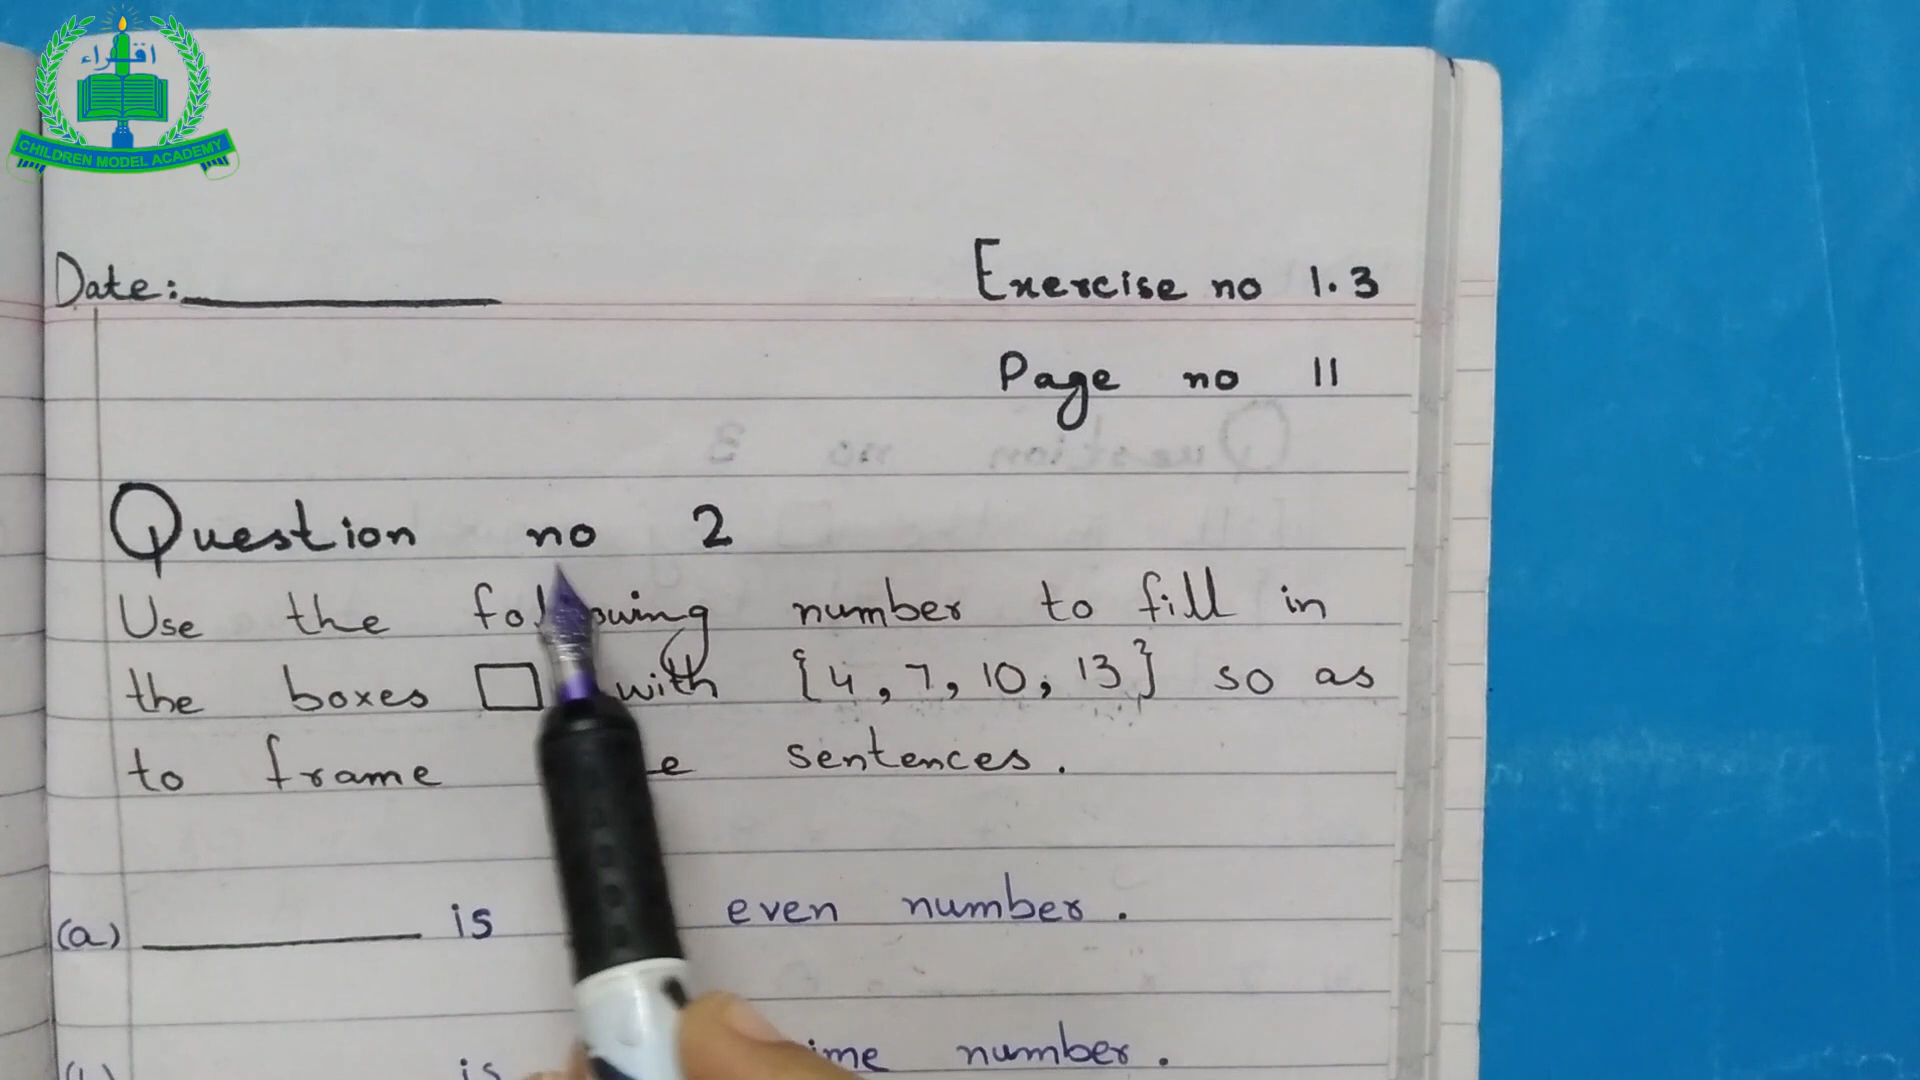 اقراء
CHILDREN MODEL ACADEMY
Date:
Exercise no 1.3
Page no 11
Question no 2
Use the following number to fill in
the boxes with {4, 7, 10, 13} so as
to frame sentences.
(a) is even number.
is number.